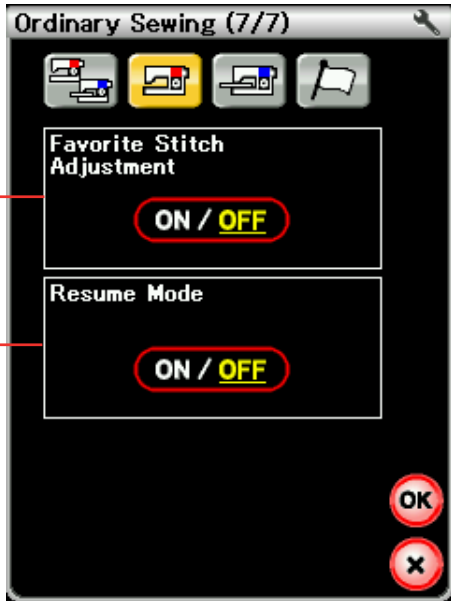 Ordinary Sewing (7/7)
Favorite Stitch
Adjustment
ON / OFF
Resume Mode
ON / OFF
OK
×